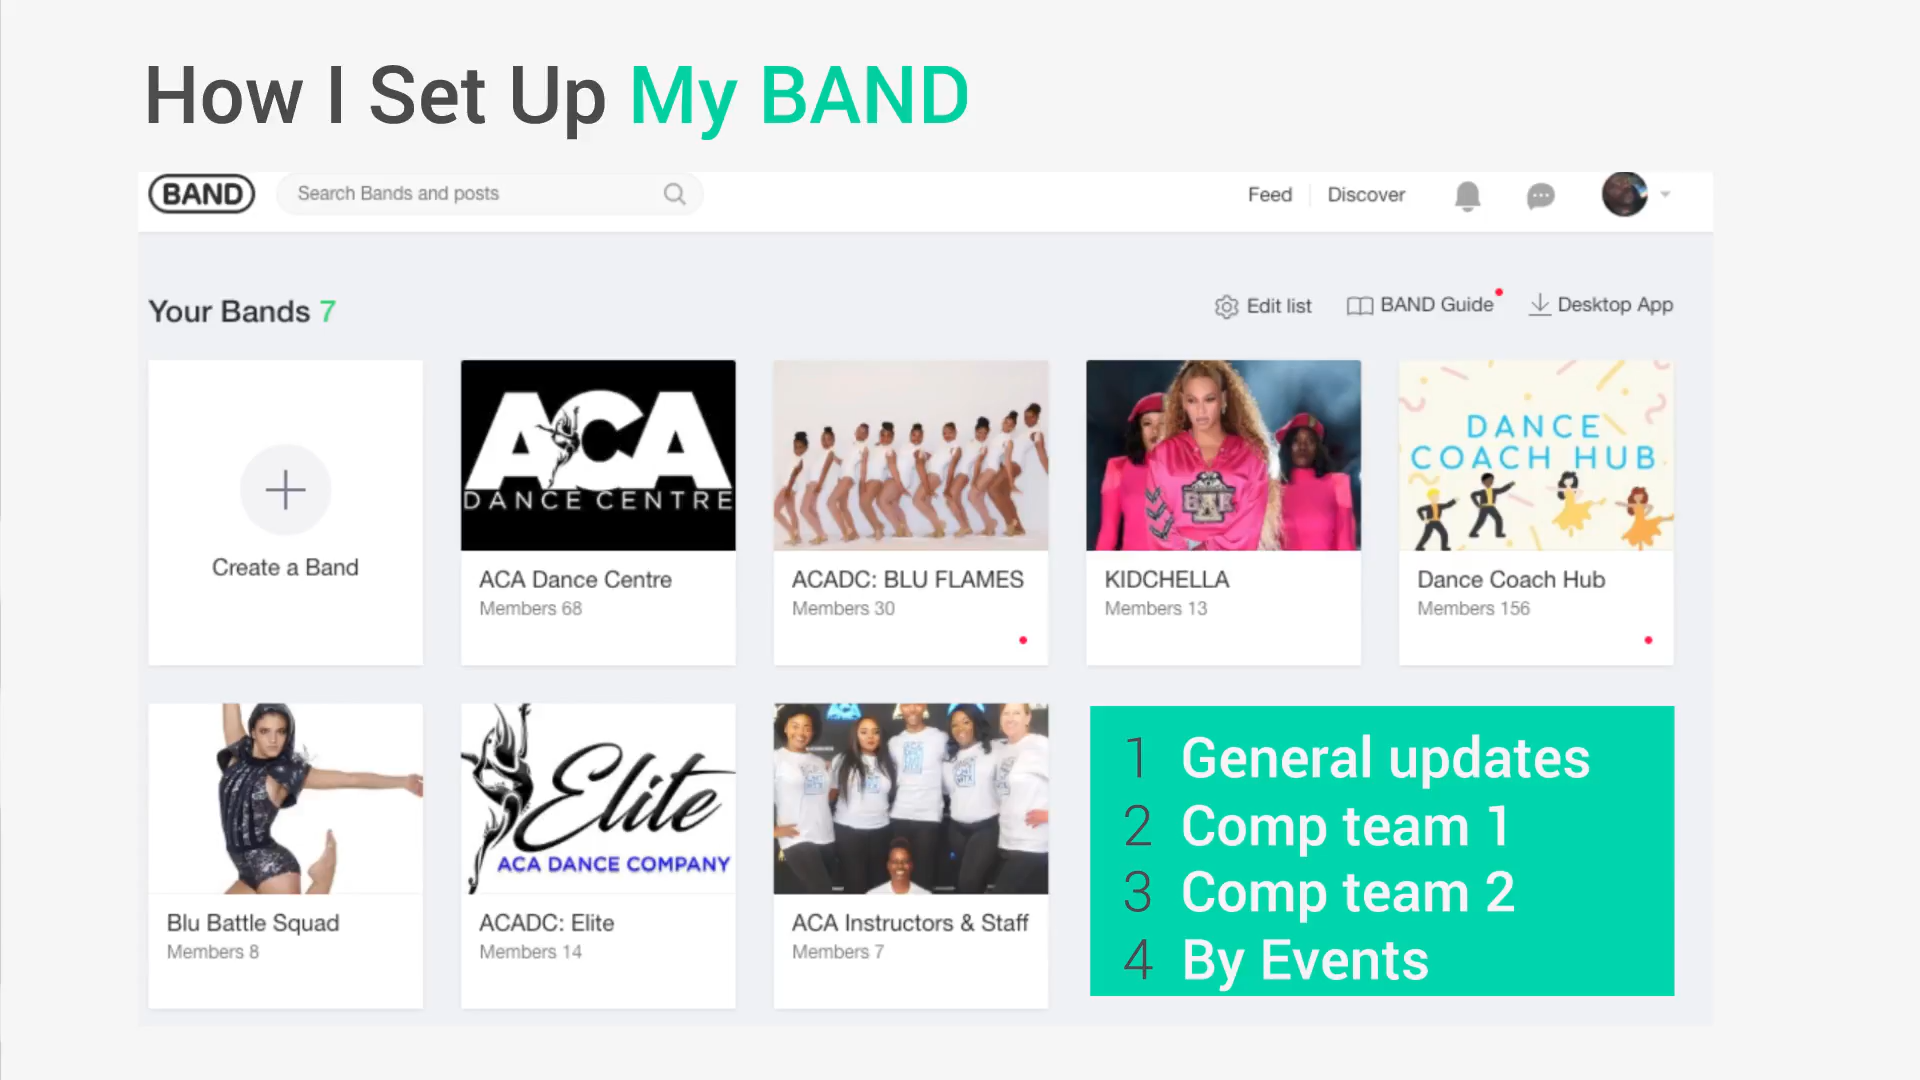 How I Set Up My BAND
BAND
Search Bands and posts
Feed
Discover
Your Bands 7
Edit list
BAND Guide
Desktop App
Create a Band
ACA
DANCE CENTRE
ACA Dance Centre
Members 68
ACADC: BLU FLAMES
Members 30
KIDCHELLA
Members 13
DANCE
COACH HUB
Dance Coach Hub
Members 156
Blu Battle Squad
Members 8
Elite
ACA DANCE COMPANY
ACADC: Elite
Members 14
ACA Instructors & Staff
Members 7
1 General updates
2 Comp team 1
3 Comp team 2
4 By Events